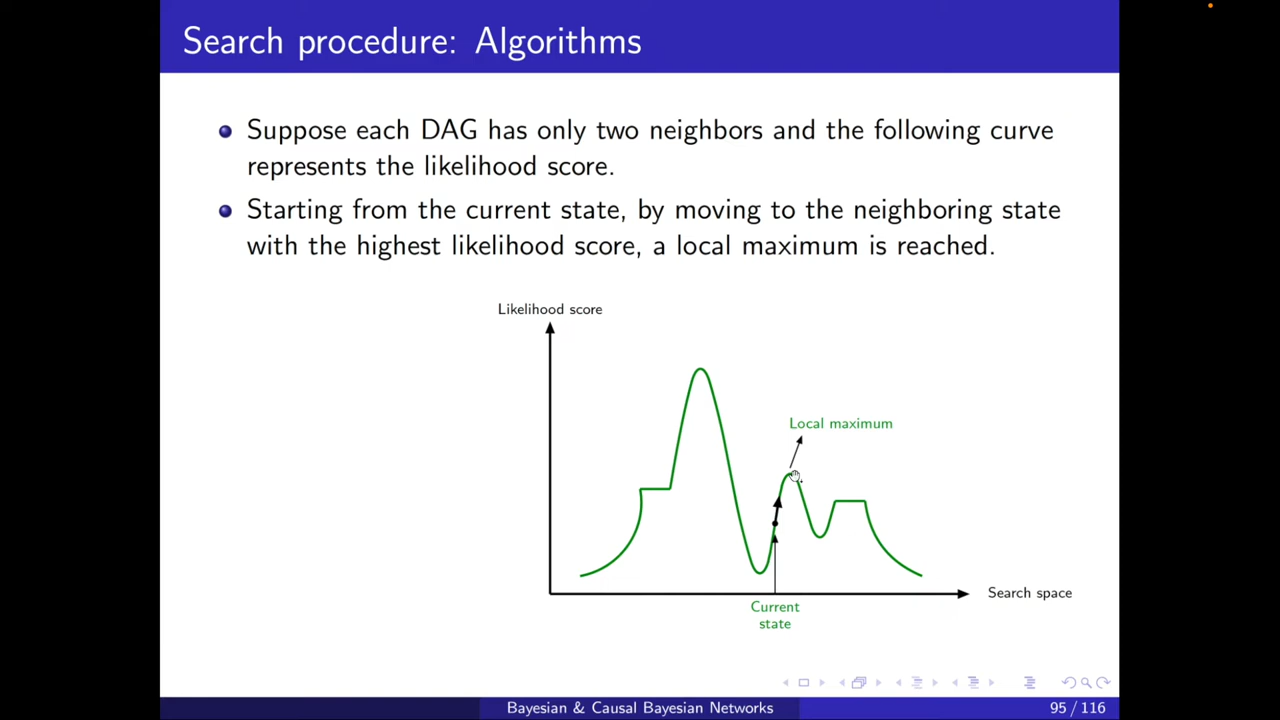 Search procedure: Algorithms
Suppose each DAG has only two neighbors and the following curve
represents the likelihood score.
Starting from the current state, by moving to the neighboring state
with the highest likelihood score, a local maximum is reached.
Likelihood score
Local maximum
Search space
Current
state
Bayesian & Causal Bayesian Networks
95 / 116